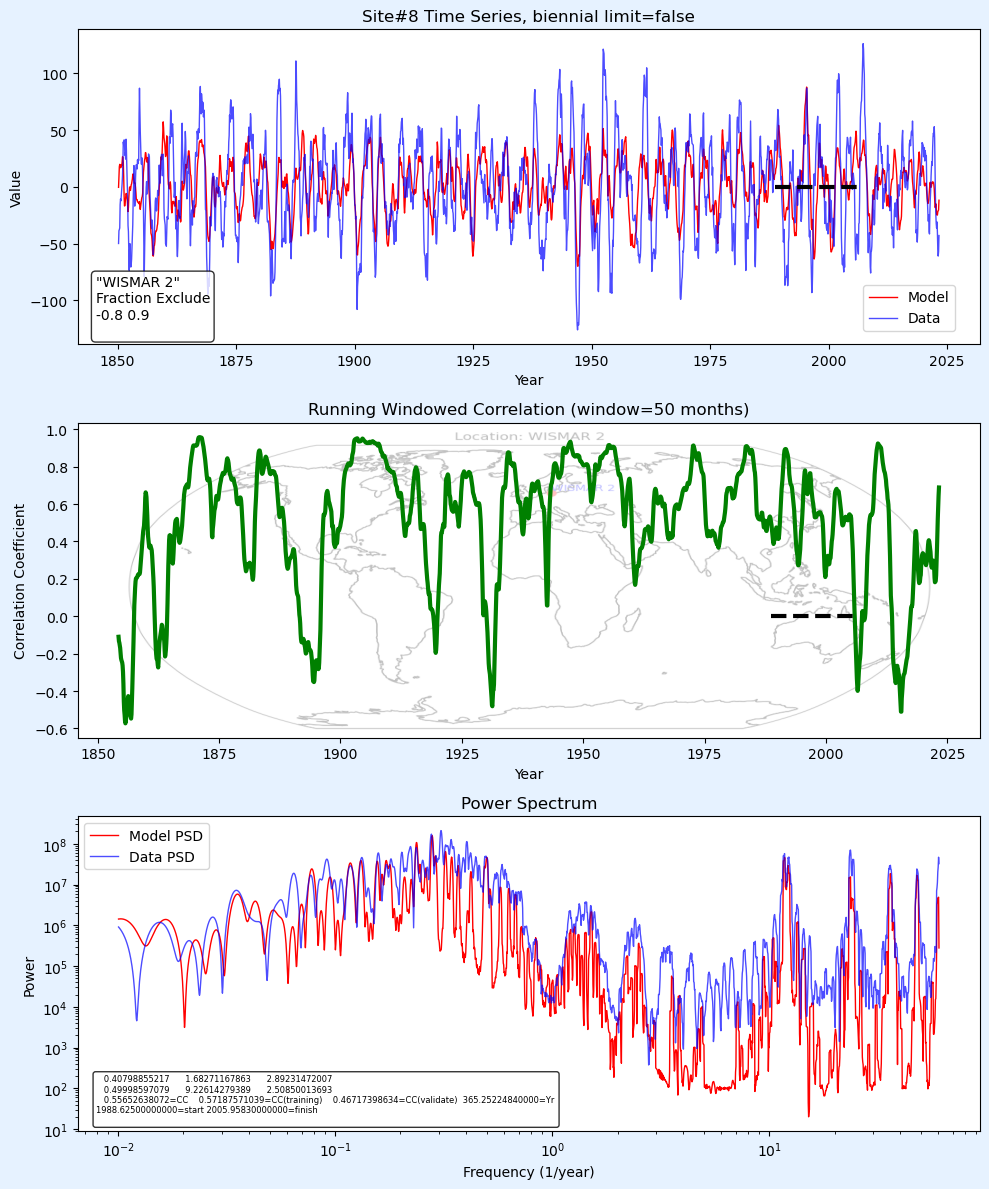 Site#8 Time Series, biennial limit=false
Value
100
50
0
−50
−100
"WISMAR 2"
Fraction Exclude
-0.8 0.9
Model
Data
1850
1875
1900
1925
1950
1975
2000
2025
Year
Running Windowed Correlation (window=50 months)
Location: WISMAR 2
WISMAR 2
Correlation Coefficient
1.0
0.8
0.6
0.4
0.2
0.0
−0.2
−0.4
−0.6
1850
1875
1900
1925
1950
1975
2000
2025
Year
Power Spectrum
Model PSD
Data PSD
Power
10^8
10^7
10^6
10^5
10^4
10^3
10^2
10^1
0.40798855217 1.68271167863 2.89231472007
0.49998597079 9.22614279389 2.50850013693
0.55652638072=CC 0.57187571039=CC(training) 0.46717398634=CC(validate) 365.25224840000=Yr
1988.62500000000=start 2005.95830000000=finish
10^−2
10^−1
10^0
10^1
Frequency (1/year)